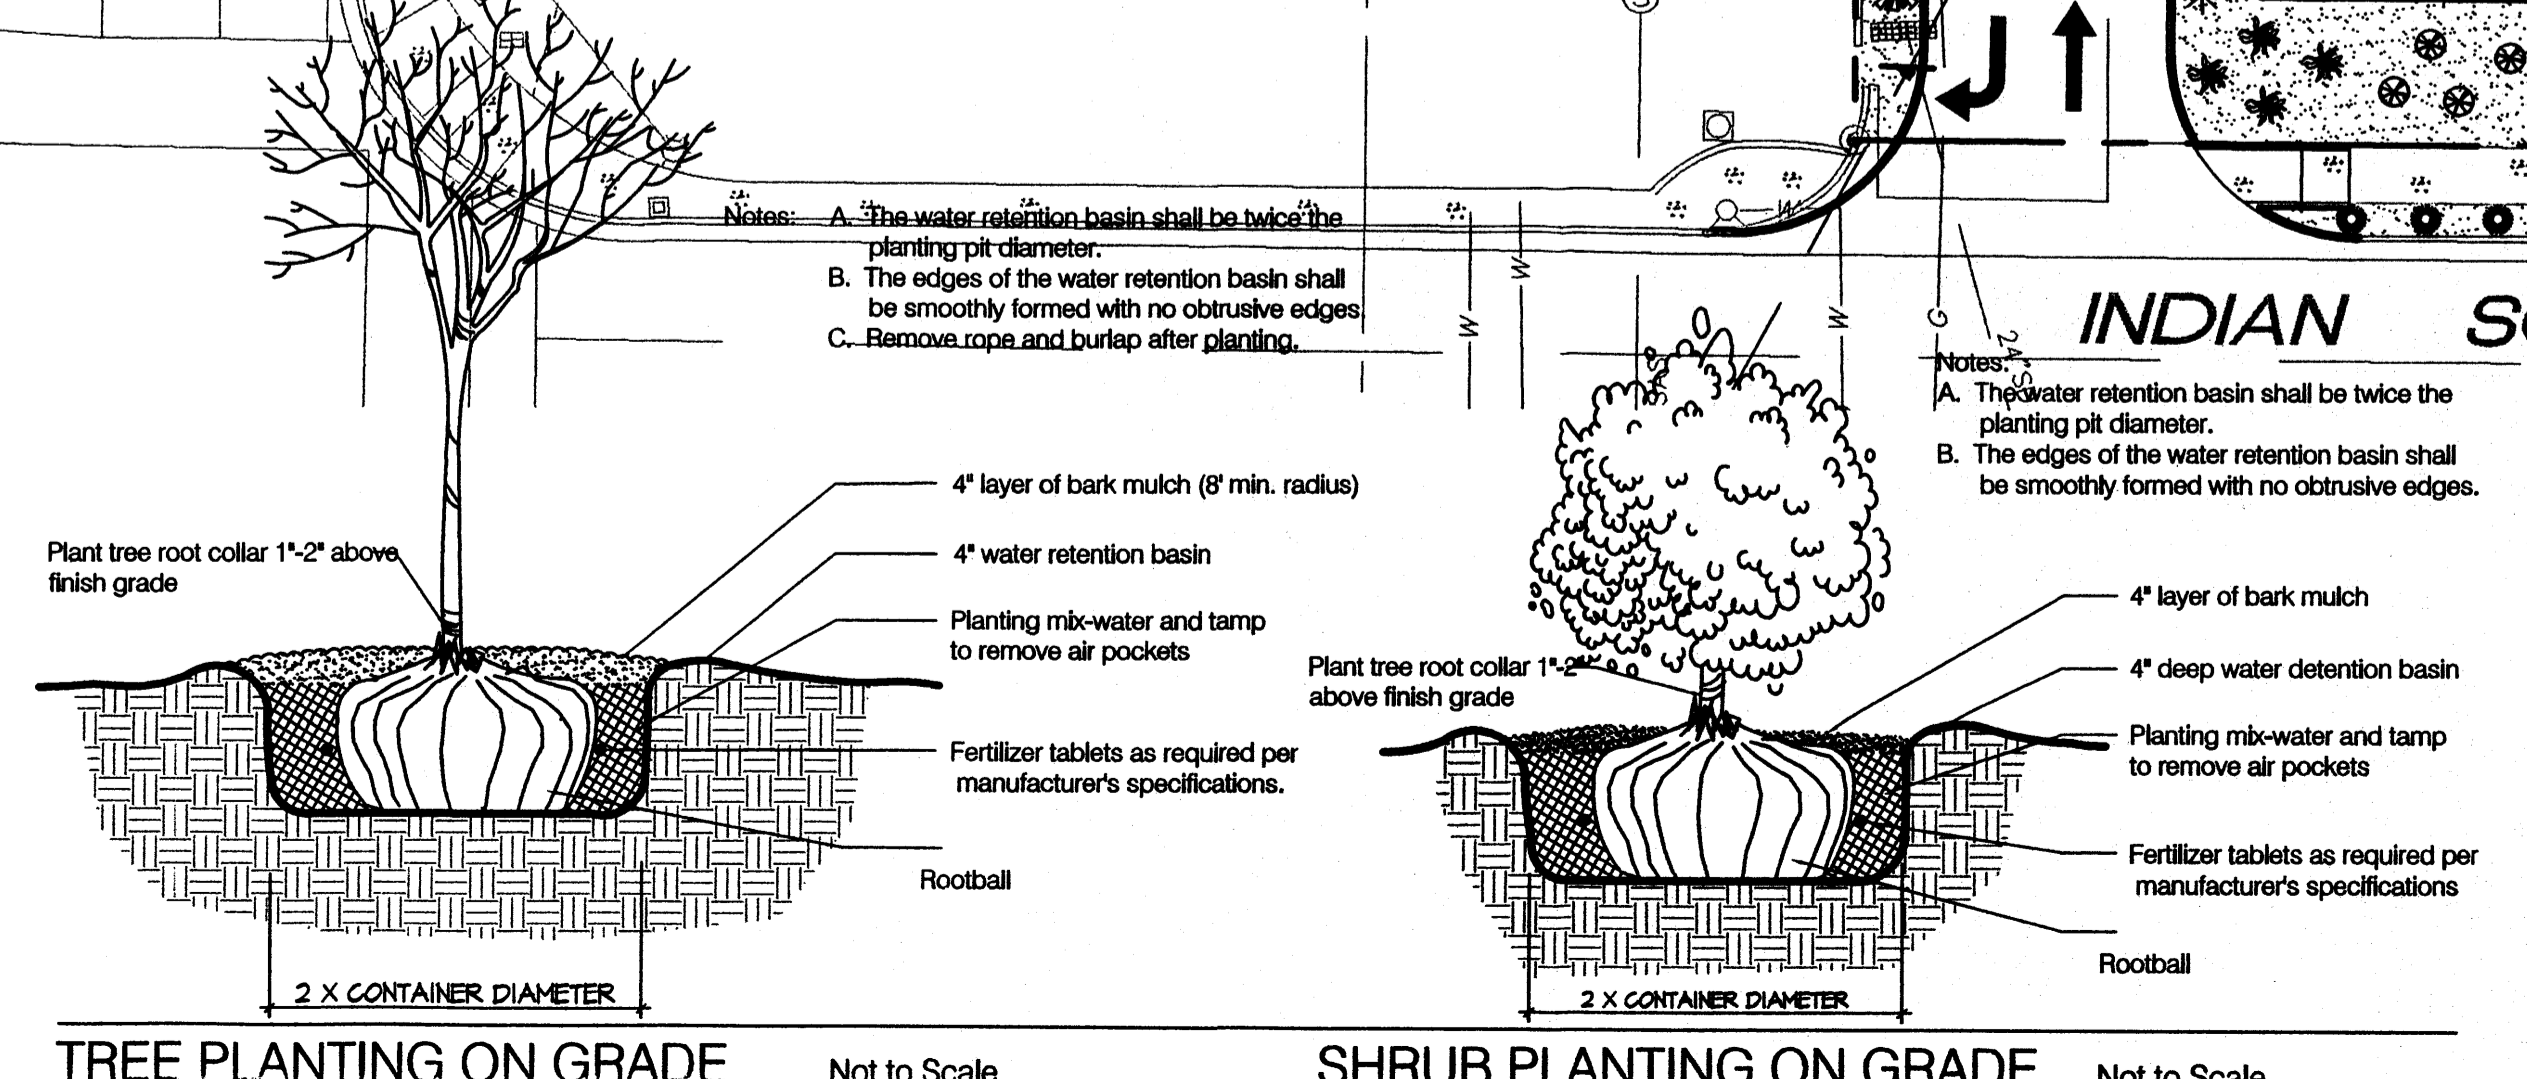 Notes: A. The water retention basin shall be twice the
planting pit diameter.
B. The edges of the water retention basin shall
be smoothly formed with no obtrusive edges
C. Remove rope and burlap after planting.
4" layer of bark mulch (8' min. radius)
4" water retention basin
Plant tree root collar 1"-2" above
finish grade
Planting mix-water and tamp
to remove air pockets
Fertilizer tablets as required per
manufacturer's specifications.
Rootball
2 X CONTAINER DIAMETER
TREE PLANTING ON GRADE Not to Scale
W
W
W
W
G
INDIAN
24"
Notes:
A. The water retention basin shall be twice the
planting pit diameter.
B. The edges of the water retention basin shall
be smoothly formed with no obtrusive edges.
4" layer of bark mulch
4" deep water detention basin
Plant tree root collar 1"-2"
above finish grade
Planting mix-water and tamp
to remove air pockets
Fertilizer tablets as required per
manufacturer's specifications
Rootball
2 X CONTAINER DIAMETER
SHRUB PLANTING ON GRADE Not to Scale